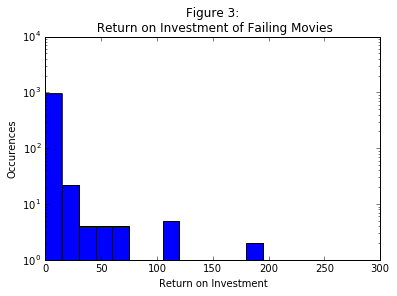 Figure 3:
Return on Investment of Failing Movies
10^4
10^3
10^2
10^1
10^0
Occurences
0 50 100 150 200 250 300
Return on Investment